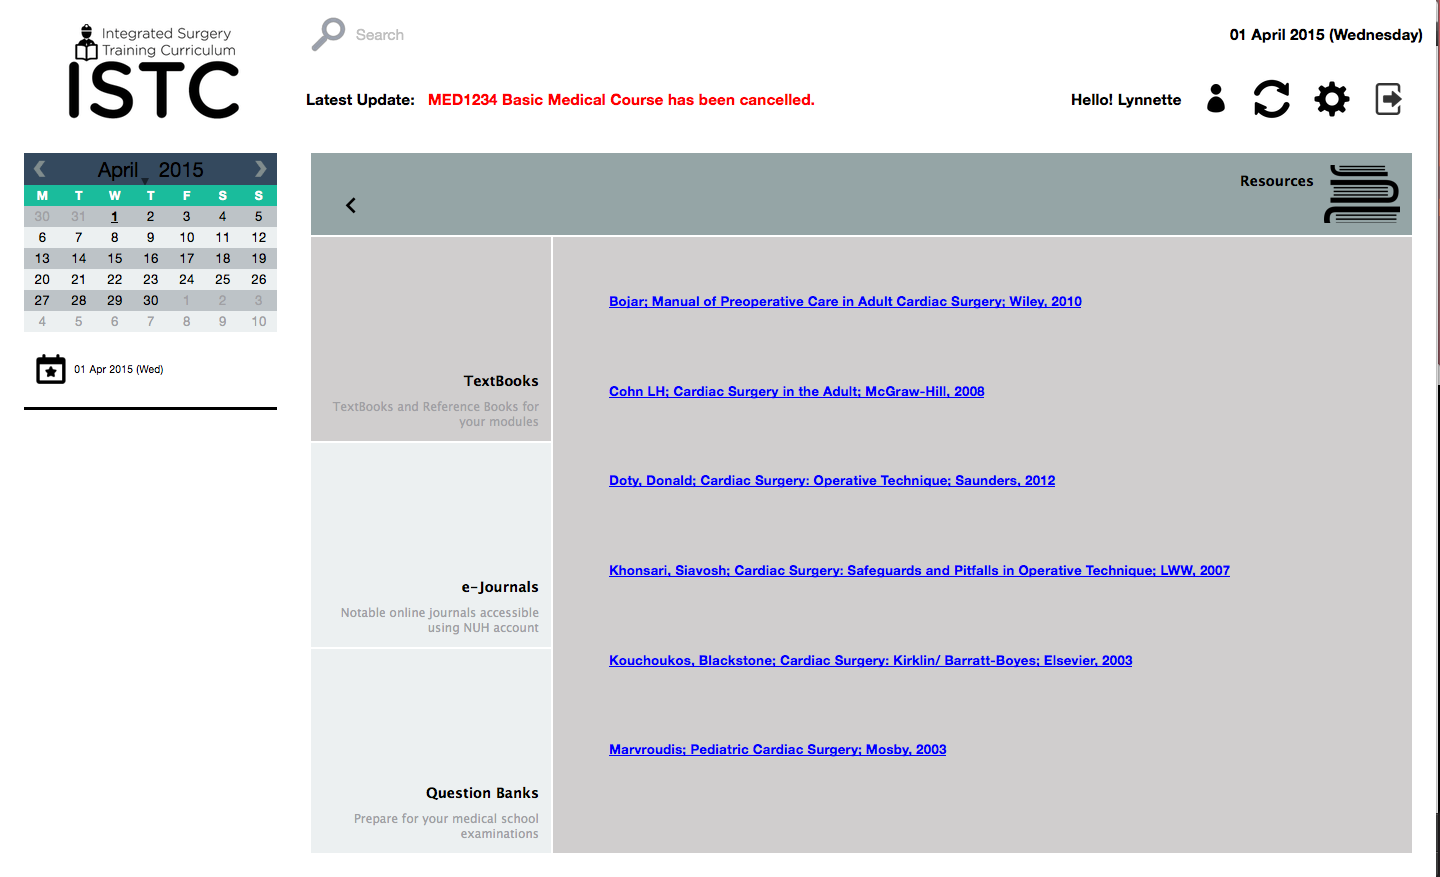 Integrated Surgery
Training Curriculum
ISTC
Search
01 April 2015 (Wednesday)
Latest Update: MED1234 Basic Medical Course has been cancelled.
Hello! Lynnette
April 2015
M T W T F S S
30 31 1 2 3 4 5
6 7 8 9 10 11 12
13 14 15 16 17 18 19
20 21 22 23 24 25 26
27 28 29 30 1 2 3
4 5 6 7 8 9 10
01 Apr 2015 (Wed)
Resources
TextBooks
TextBooks and Reference Books for
your modules
e-Journals
Notable online journals accessible
using NUH account
Question Banks
Prepare for your medical school
examinations
Bojar; Manual of Preoperative Care in Adult Cardiac Surgery; Wiley, 2010
Cohn LH; Cardiac Surgery in the Adult; McGraw-Hill, 2008
Doty, Donald; Cardiac Surgery: Operative Technique; Saunders, 2012
Khonsari, Siavosh; Cardiac Surgery: Safeguards and Pitfalls in Operative Technique; LWW, 2007
Kouchoukos, Blackstone; Cardiac Surgery: Kirklin/ Barratt-Boyes; Elsevier, 2003
Marvroudis; Pediatric Cardiac Surgery; Mosby, 2003